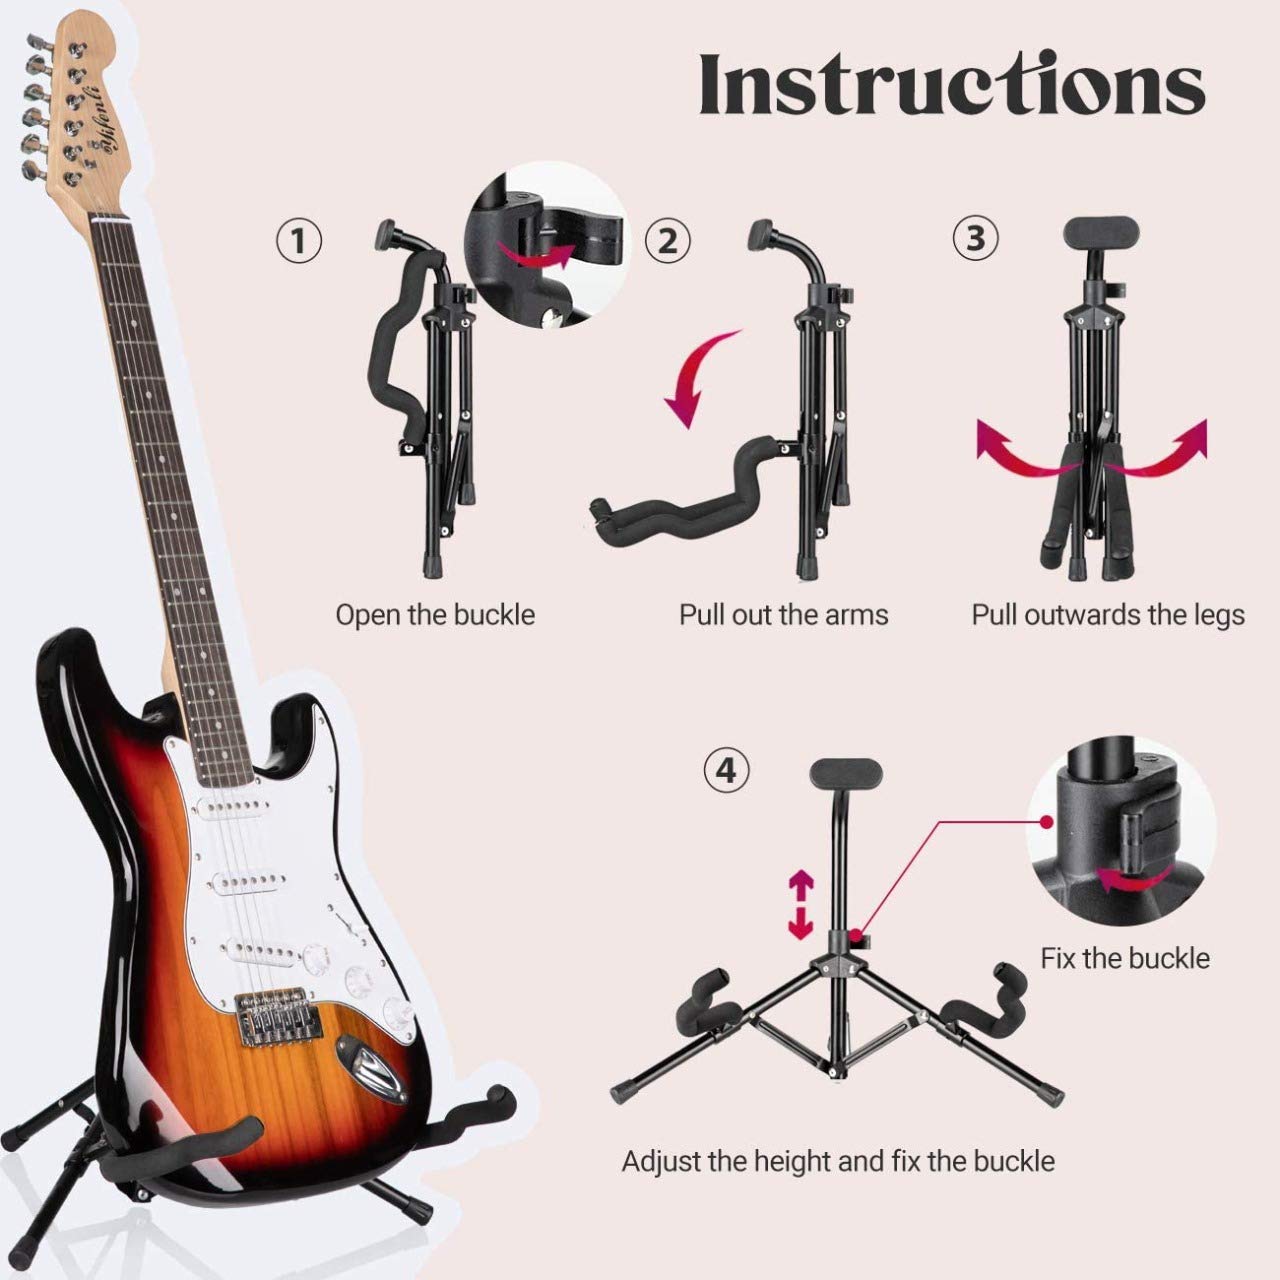 Instructions
Yifenli
1
2
3
Open the buckle
Pull out the arms
Pull outwards the legs
4
Fix the buckle
Adjust the height and fix the buckle